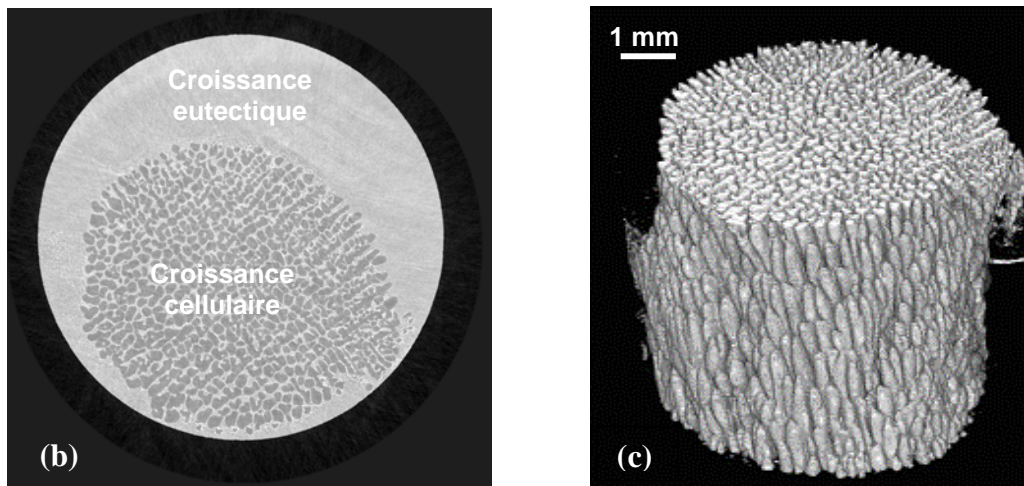 Croissance
eutectique
Croissance
cellulaire
(b)
1 mm
(c)